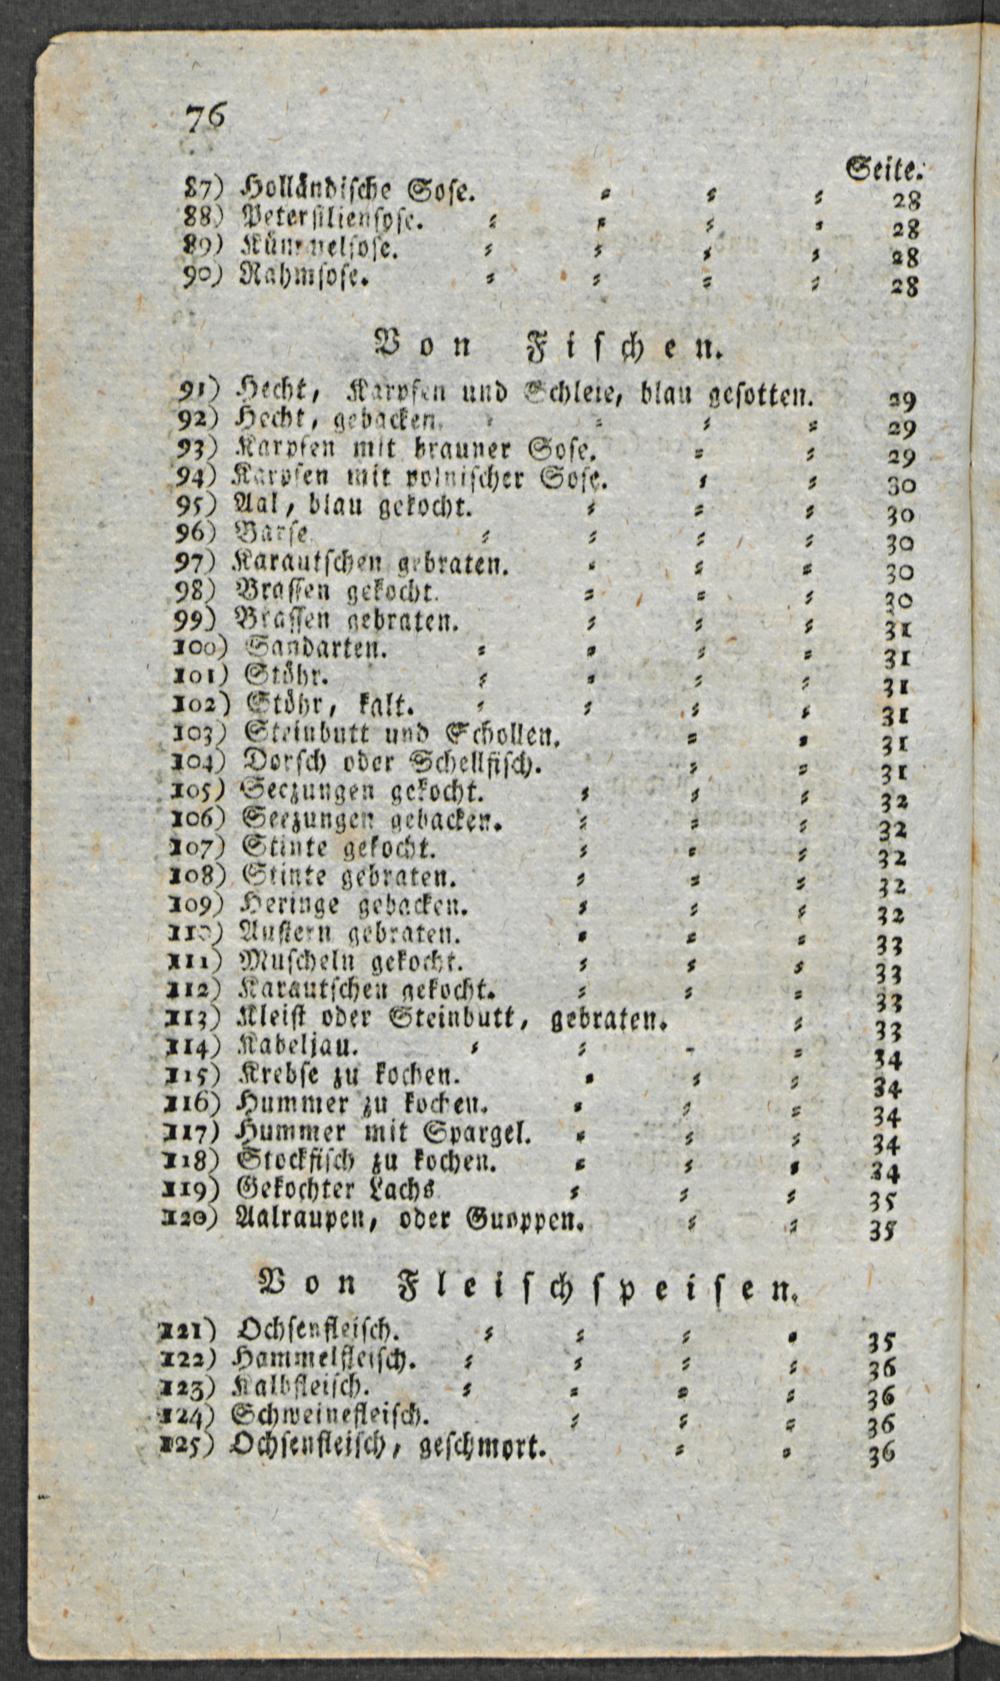 76
Seite.
87) Holländische Sose. 28
88) Petersiliensose. 28
89) Kümmelsose. 28
90) Rahmsose. 28
Von Fischen.
91) Hecht, Karpfen und Schleie, blau gesotten. 29
92) Hecht, gebacken. 29
93) Karpfen mit brauner Sose. 29
94) Karpfen mit polnischer Sose. 30
95) Aal, blau gekocht. 30
96) Barse 30
97) Karautschen gebraten. 30
98) Brassen gekocht. 30
99) Brassen gebraten. 31
100) Sandarten. 31
101) Stöhr. 31
102) Stöhr, kalt. 31
103) Steinbutt und Schollen. 31
104) Dorsch oder Schellfisch. 31
105) Seezungen gekocht. 32
106) Seezungen gebacken. 32
107) Stinte gekocht. 32
108) Stinte gebraten. 32
109) Heringe gebacken. 32
110) Austern gebraten. 33
111) Muscheln gekocht. 33
112) Karautschen gekocht. 33
113) Kleist oder Steinbutt, gebraten. 33
114) Kabeljau. 34
115) Krebse zu kochen. 34
116) Hummer zu kochen. 34
117) Hummer mit Spargel. 34
118) Stockfisch zu kochen. 34
119) Gekochter Lachs 35
120) Aalraupen, oder Guoppen. 35
Von Fleischspeisen.
121) Ochsenfleisch. 35
122) Hammelfleisch. 36
123) Kalbfleisch. 36
124) Schweinefleisch. 36
125) Ochsenfleisch, geschmort. 36